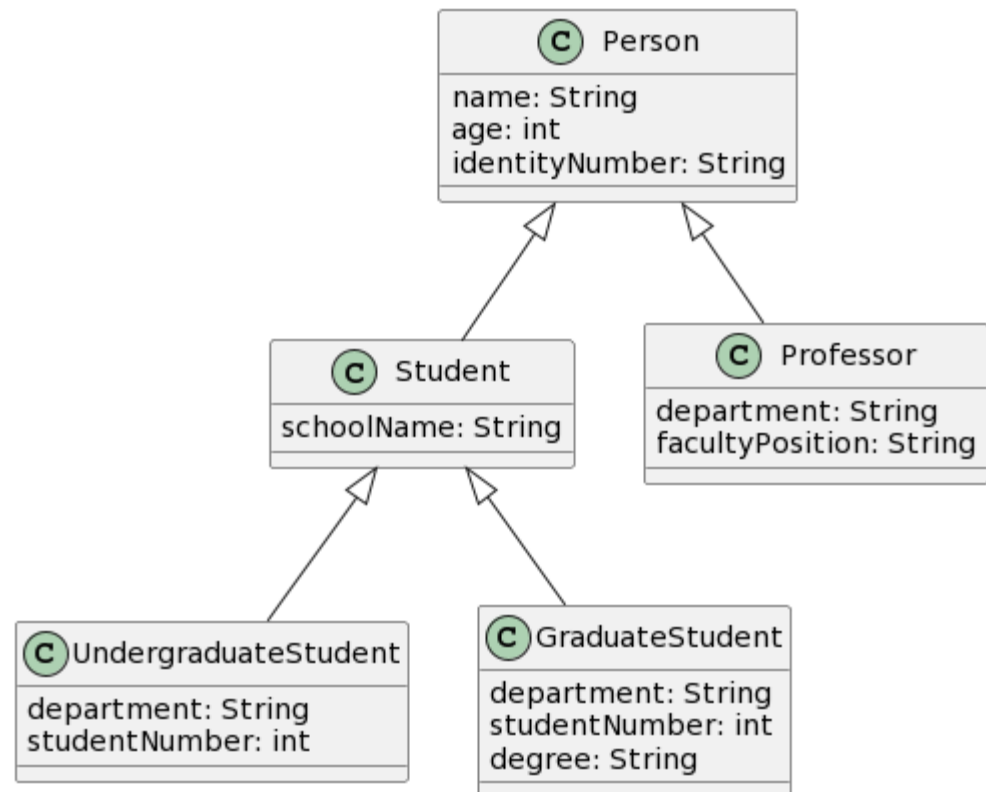 C Person
name: String
age: int
identityNumber: String
C Student
schoolName: String
C Professor
department: String
facultyPosition: String
C UndergraduateStudent
department: String
studentNumber: int
C GraduateStudent
department: String
studentNumber: int
degree: String